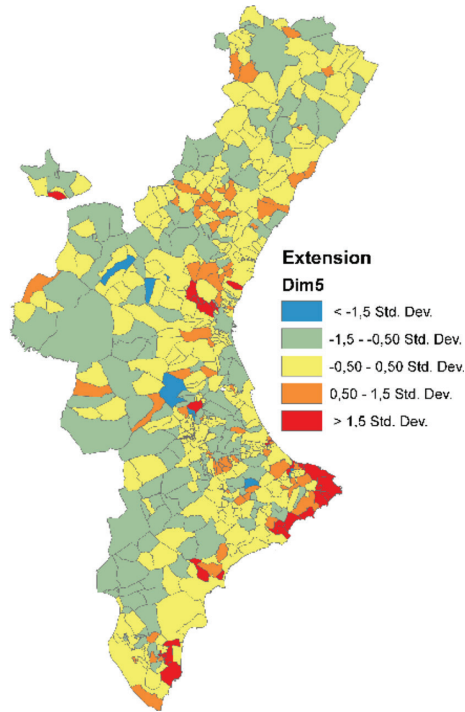 Extension
Dim5
< -1,5 Std. Dev.
-1,5 - -0,50 Std. Dev.
-0,50 - 0,50 Std. Dev.
0,50 - 1,5 Std. Dev.
> 1,5 Std. Dev.